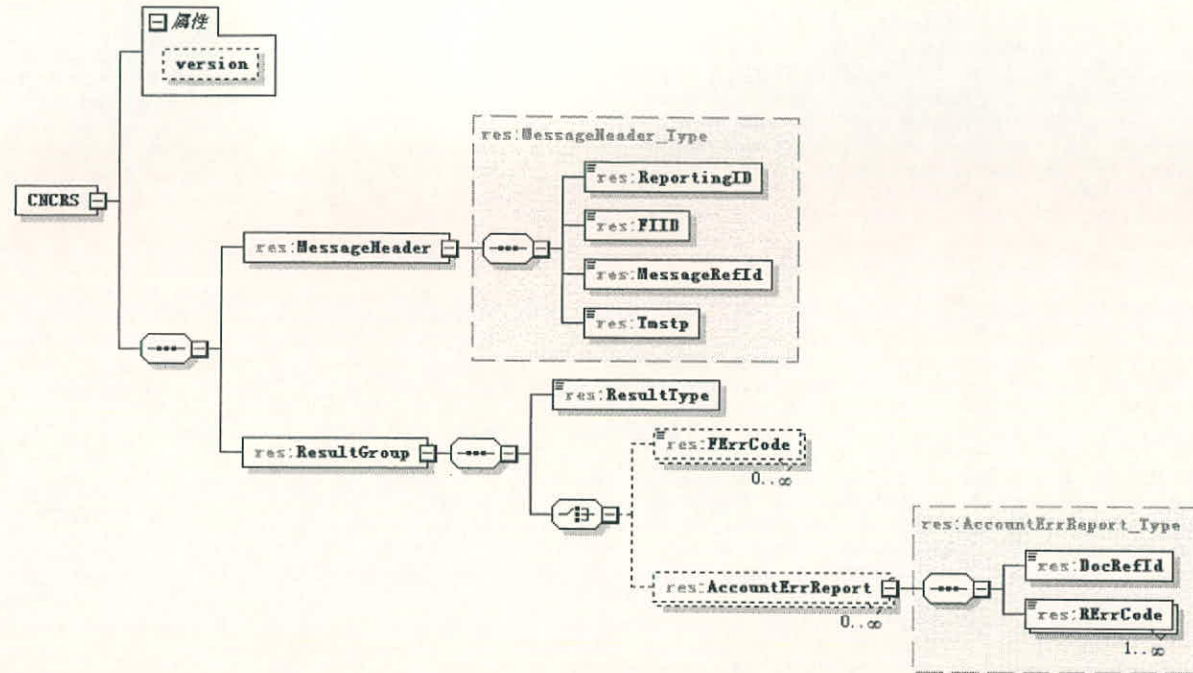 属性
version
CNCRS
res:MessageHeader_Type
res:ReportingID
res:FIID
res:MessageHeader
res:MessageRefId
res:Tmstp
res:ResultType
res:ResultGroup
res:FErrCode
0..∞
res:AccountErrReport_Type
res:DocRefId
res:AccountErrReport
0..∞
res:RErrCode
1..∞